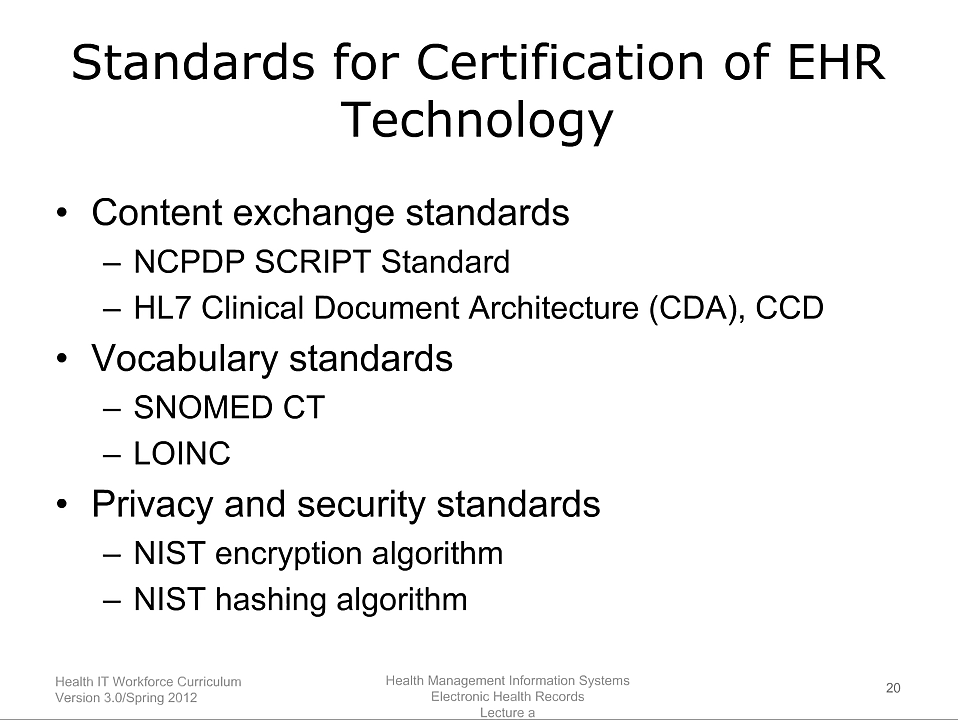 Standards for Certification of EHR
Technology
• Content exchange standards
– NCPDP SCRIPT Standard
– HL7 Clinical Document Architecture (CDA), CCD
• Vocabulary standards
– SNOMED CT
– LOINC
• Privacy and security standards
– NIST encryption algorithm
– NIST hashing algorithm
Health IT Workforce Curriculum
Version 3.0/Spring 2012
Health Management Information Systems
Electronic Health Records
Lecture a
20